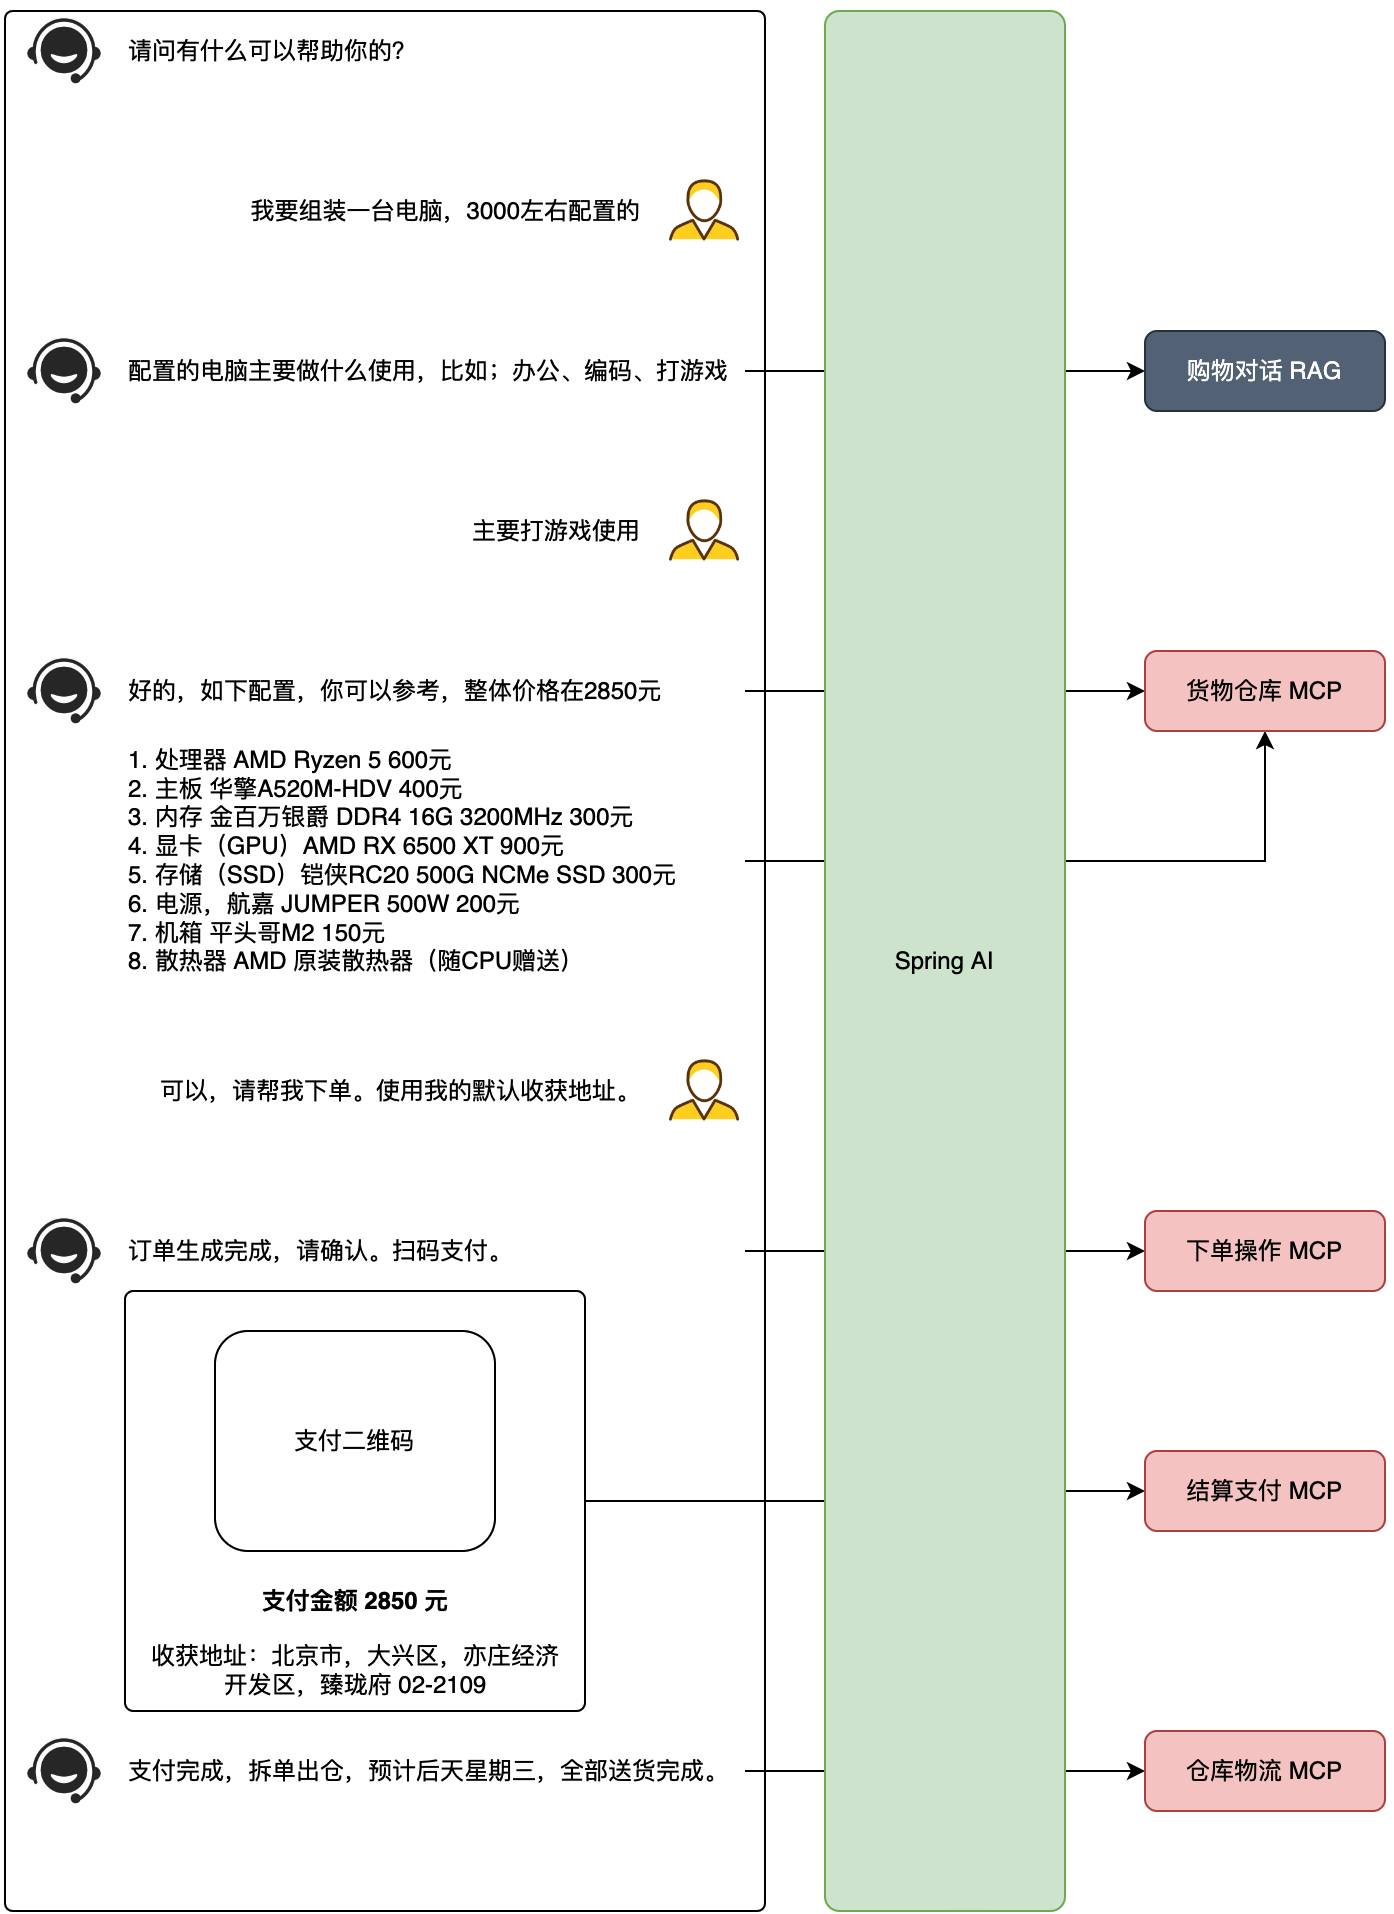 请问有什么可以帮助你的?
我要组装一台电脑，3000左右配置的
配置的电脑主要做什么使用，比如；办公、编码、打游戏
购物对话 RAG
主要打游戏使用
好的，如下配置，你可以参考，整体价格在2850元
货物仓库 MCP
1. 处理器 AMD Ryzen 5 600元
2. 主板 华擎A520M-HDV 400元
3. 内存 金百万银爵 DDR4 16G 3200MHz 300元
4. 显卡（GPU）AMD RX 6500 XT 900元
5. 存储（SSD）铠侠RC20 500G NCMe SSD 300元
6. 电源，航嘉 JUMPER 500W 200元
7. 机箱 平头哥M2 150元
8. 散热器 AMD 原装散热器（随CPU赠送）
Spring AI
可以，请帮我下单。使用我的默认收获地址。
订单生成完成，请确认。扫码支付。
下单操作 MCP
支付二维码
结算支付 MCP
支付金额 2850 元
收获地址：北京市，大兴区，亦庄经济
开发区，臻珑府 02-2109
支付完成，拆单出仓，预计后天星期三，全部送货完成。
仓库物流 MCP